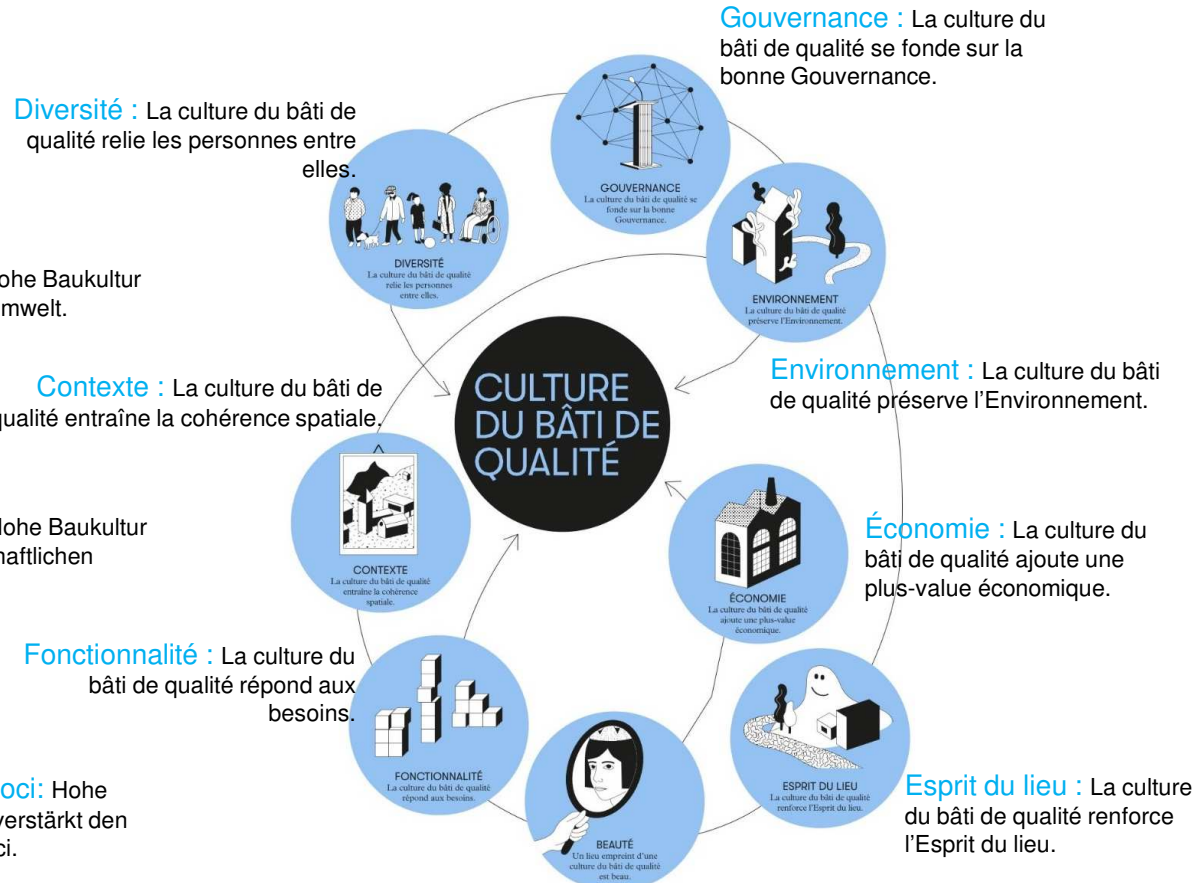 Gouvernance : La culture du
bâti de qualité se fonde sur la
bonne Gouvernance.
Diversité : La culture du bâti de
qualité relie les personnes entre
elles.
GOUVERNANCE
La culture du bâti de qualité se
fonde sur la bonne
Gouvernance.
DIVERSITÉ
La culture du bâti de qualité
relie les personnes
entre elles.
ENVIRONNEMENT
La culture du bâti de qualité
préserve l'Environnement.
Hohe Baukultur
mwelt.
Environnement : La culture du bâti
de qualité préserve l'Environnement.
Contexte : La culture du bâti de
qualité entraîne la cohérence spatiale.
CULTURE
DU BÂTI DE
QUALITÉ
CONTEXTE
La culture du bâti de qualité
entraîne la cohérence
spatiale.
Hohe Baukultur
haftlichen
Économie : La culture du
bâti de qualité ajoute une
plus-value économique.
ÉCONOMIE
La culture du bâti de qualité
ajoute une plus-value
économique.
Fonctionnalité : La culture du
bâti de qualité répond aux
besoins.
FONCTIONNALITÉ
La culture du bâti de qualité
répond aux besoins.
ESPRIT DU LIEU
La culture du bâti de qualité
renforce l'Esprit du lieu.
Esprit du lieu : La culture
du bâti de qualité renforce
l'Esprit du lieu.
oci: Hohe
verstärkt den
ci.
BEAUTÉ
Un lieu empreint d'une
culture du bâti de qualité
est beau.